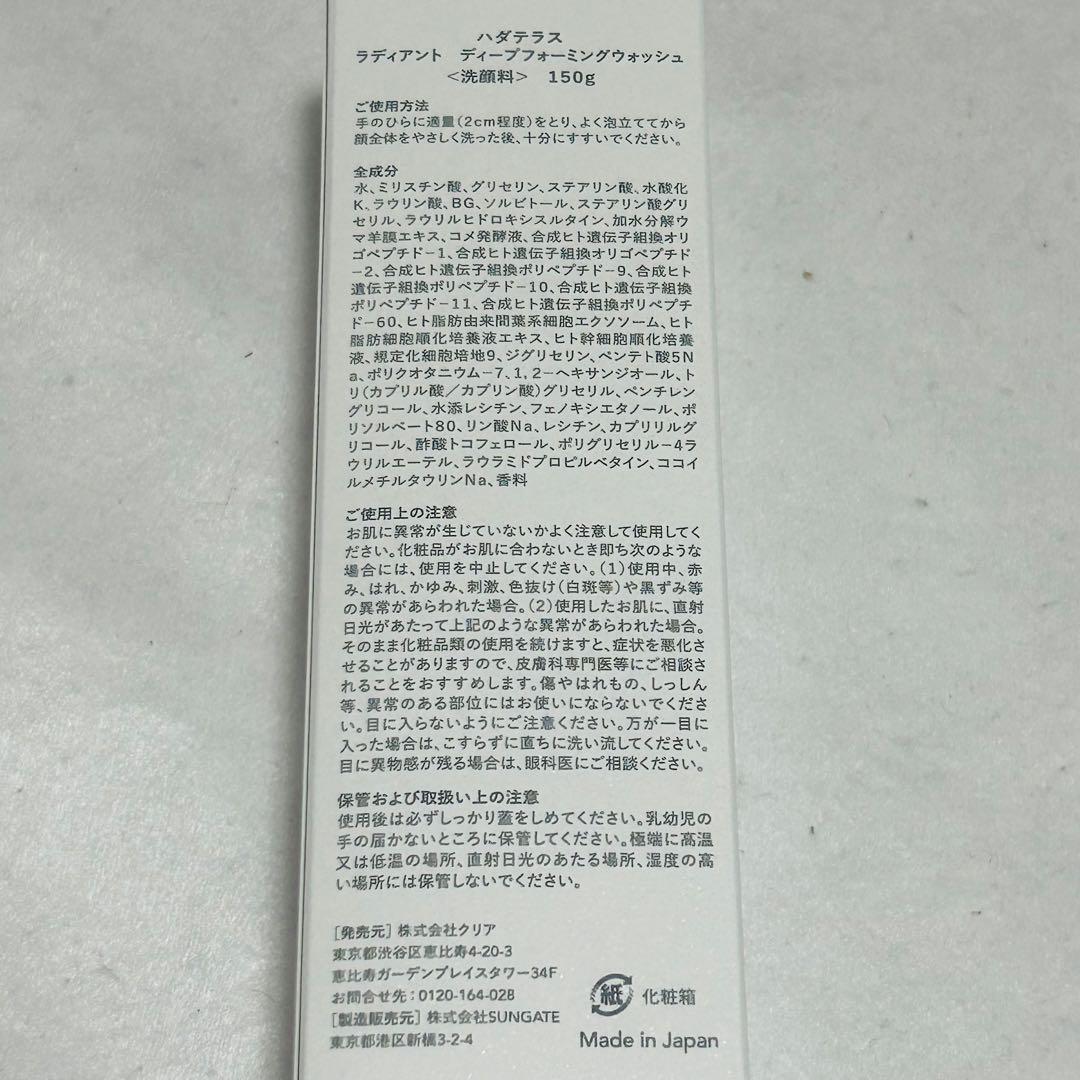 ハダテラス
ラディアント　ディープフォーミングウォッシュ
<洗顔料>　150g
ご使用方法
手のひらに適量(2cm程度)をとり、よく泡立ててから
顔全体をやさしく洗った後、十分にすすいでください。
全成分
水、ミリスチン酸、グリセリン、ステアリン酸、水酸化
K、ラウリン酸、BG、ソルビトール、ステアリン酸グリ
セリル、ラウリルヒドロキシスルタイン、加水分解ウ
マ羊膜エキス、コメ発酵液、合成ヒト遺伝子組換オリ
ゴペプチド-1、合成ヒト遺伝子組換オリゴペプチド
-2、合成ヒト遺伝子組換ポリペプチド-9、合成ヒト
遺伝子組換ポリペプチド-10、合成ヒト遺伝子組換
ポリペプチド-11、合成ヒト遺伝子組換ポリペプチ
ド-60、ヒト脂肪由来間葉系細胞エクソソーム、ヒト
脂肪細胞順化培養液エキス、ヒト幹細胞順化培養
液、規定化細胞培地9、ジグリセリン、ペンテト酸5N
a、ポリクオタニウム-7、1,2-ヘキサンジオール、ト
リ(カプリル酸/カプリン酸)グリセリル、ペンチレン
グリコール、水添レシチン、フェノキシエタノール、ポ
リソルベート80、リン酸Na、レシチン、カプリリルグ
リコール、酢酸トコフェロール、ポリグリセリル-4ラ
ウリルエーテル、ラウラミドプロピルベタイン、ココイ
ルメチルタウリンNa、香料
ご使用上の注意
お肌に異常が生じていないかよく注意して使用してく
ださい。化粧品がお肌に合わないとき即ち次のような
場合には、使用を中止してください。(1)使用中、赤
み、はれ、かゆみ、刺激、色抜け(白斑等)や黒ずみ等
の異常があらわれた場合。(2)使用したお肌に、直射
日光があたって上記のような異常があらわれた場合。
そのまま化粧品類の使用を続けますと、症状を悪化さ
せることがありますので、皮膚科専門医等にご相談さ
れることをおすすめします。傷やはれもの、しっしん
等、異常のある部位にはお使いにならないでくださ
い。目に入らないようにご注意ください。万が一目に
入った場合は、こすらずに直ちに洗い流してください。
目に異物感が残る場合は、眼科医にご相談ください。
保管および取扱い上の注意
使用後は必ずしっかり蓋をしめてください。乳幼児の
手の届かないところに保管してください。極端に高温
又は低温の場所、直射日光のあたる場所、湿度の高
い場所には保管しないでください。
[発売元]株式会社クリア
東京都渋谷区恵比寿4-20-3
恵比寿ガーデンプレイスタワー34F
お問合せ先:0120-164-028
[製造販売元]株式会社SUNGATE
東京都港区新橋3-2-4
紙 化粧箱
Made in Japan